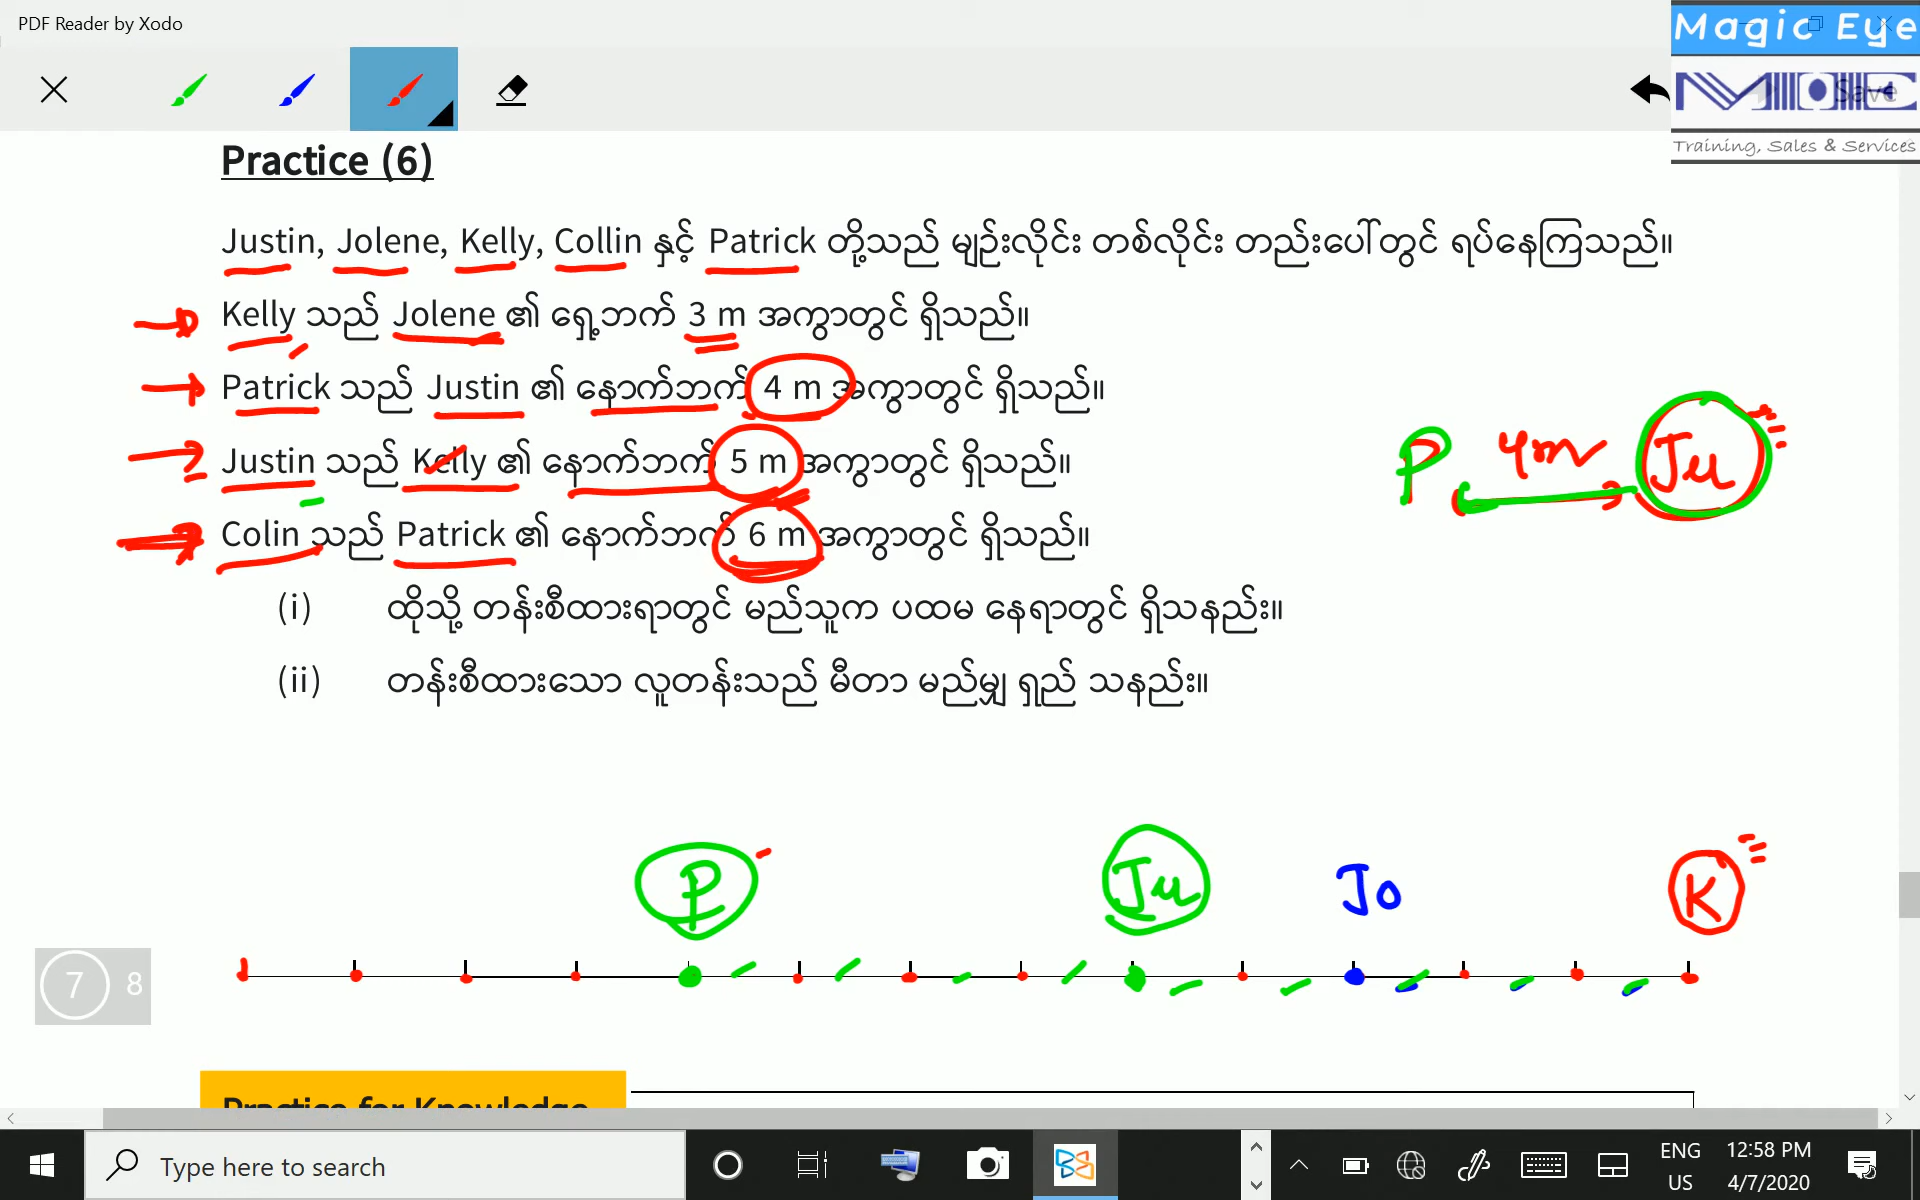 PDF Reader by Xodo
Magic Eye
MOC
Save
Training, Sales & Services
Practice (6)
Justin, Jolene, Kelly, Collin နှင့် Patrick တို့သည် မျဉ်းလိုင်း တစ်လိုင်း တည်းပေါ်တွင် ရပ်နေကြသည်။
Kelly သည် Jolene ၏ ရှေ့ဘက် 3 m အကွာတွင် ရှိသည်။
Patrick သည် Justin ၏ နောက်ဘက် 4 m အကွာတွင် ရှိသည်။
Justin သည် Kelly ၏ နောက်ဘက် 5 m အကွာတွင် ရှိသည်။
Colin သည် Patrick ၏ နောက်ဘက် 6 m အကွာတွင် ရှိသည်။
P 4m Ju
(i) ထိုသို့ တန်းစီထားရာတွင် မည်သူက ပထမ နေရာတွင် ရှိသနည်း။
(ii) တန်းစီထားသော လူတန်းသည် မီတာ မည်မျှ ရှည် သနည်း။
P Ju Jo K
7 8
Practice for Knowledge
Type here to search
ENG
US
12:58 PM
4/7/2020